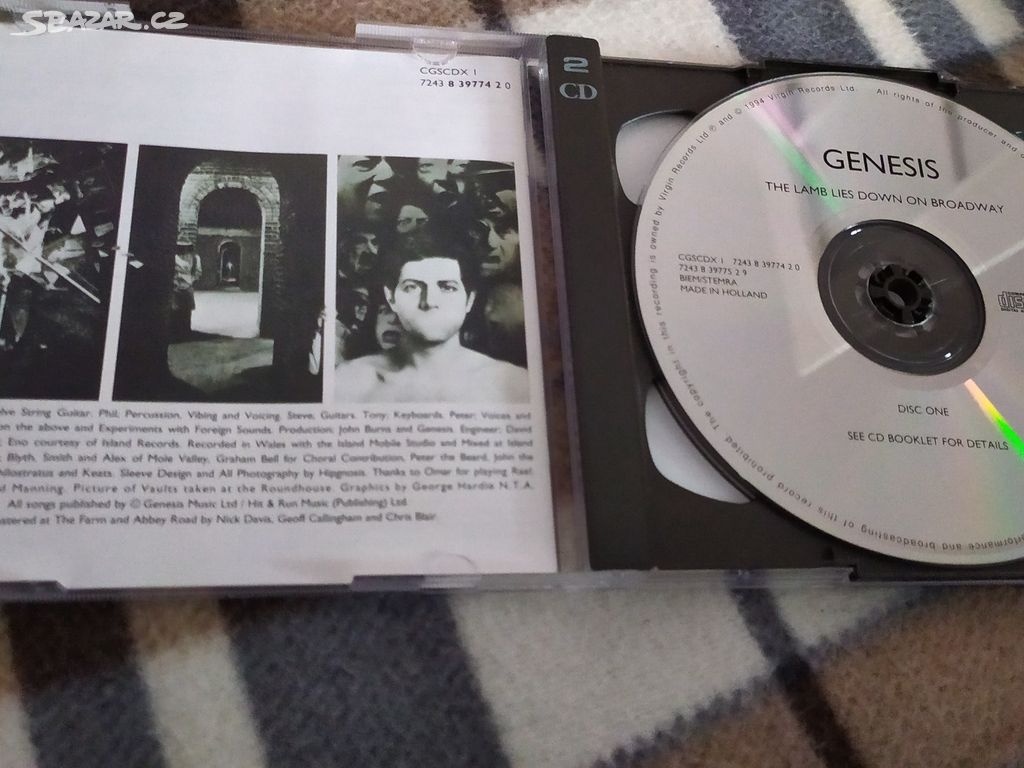 SBAZAR.CZ
CGSCDX 1
7243 8 39774 2 0
String Guitar. Phil; Percussion, Vibing and Voicing. Steve; Guitars. Tony; Keyboards. Peter; Voices and
on the above and Experiments with Foreign Sounds. Production: John Burns and Genesis. Engineer: David
Eno courtesy of Island Records. Recorded in Wales with the Island Mobile Studio and Mixed at Island
Blyth, Smith and Alex of Mole Valley, Graham Bell for Choral Contribution, Peter the Beard, John the
and Keats. Sleeve Design and All Photography by Hipgnosis. Thanks to Omar for playing Rael
Manning. Picture of Vaults taken at the Roundhouse. Graphics by George Hardie N.T.A.
All songs published by © Genesis Music Ltd / Hit & Run Music (Publishing) Ltd
at The Farm and Abbey Road by Nick Davis, Geoff Callingham and Chris Blair.
2
CD
℗ and © 1994 Virgin Records Ltd. All rights of the producer and
GENESIS
THE LAMB LIES DOWN ON BROADWAY
CGSCDX 1 7243 8 39774 2 0
7243 8 39775 2 9
BIEM/STEMRA
MADE IN HOLLAND
DISC ONE
SEE CD BOOKLET FOR DETAILS
and broadcasting of this record prohibited. The copyright in this recording is owned by Virgin Records Ltd.